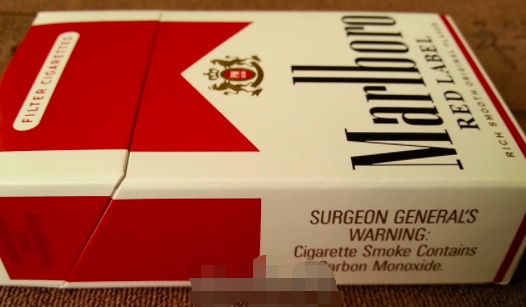 FILTER CIGARETTES
Marlboro
RED LABEL
RICH SMOOTH ORIGINAL FLAVOR
SURGEON GENERAL'S
WARNING:
Cigarette Smoke Contains
Carbon Monoxide.